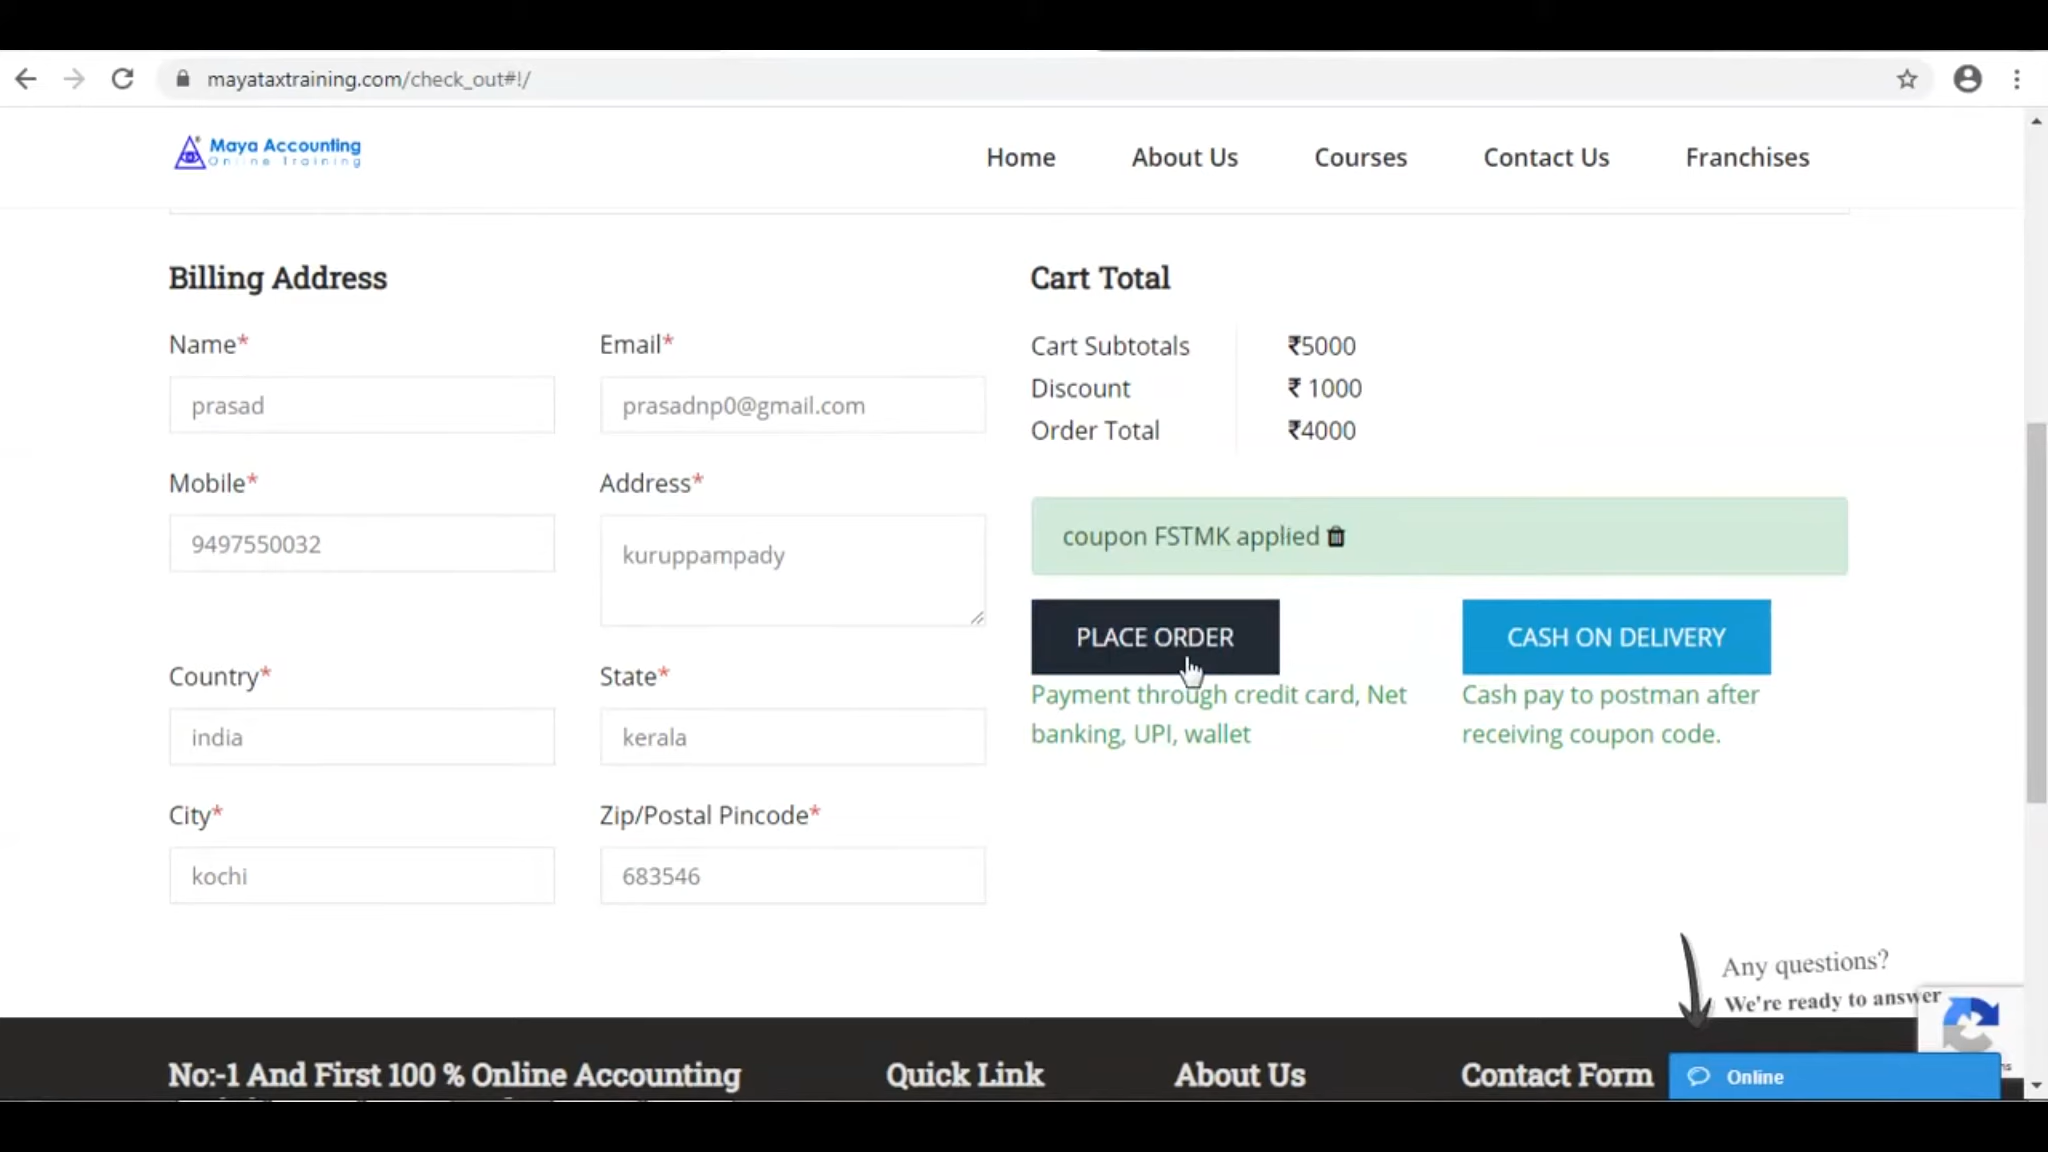 mayataxtraining.com/check_out#!/
Maya Accounting
Online Training
Home About Us Courses Contact Us Franchises
Billing Address
Name* Email*
prasad prasadnp0@gmail.com
Mobile* Address*
9497550032 kuruppampady
Country* State*
india kerala
City* Zip/Postal Pincode*
kochi 683546
Cart Total
Cart Subtotals ₹5000
Discount ₹ 1000
Order Total ₹4000
coupon FSTMK applied
PLACE ORDER
Payment through credit card, Net
banking, UPI, wallet
CASH ON DELIVERY
Cash pay to postman after
receiving coupon code.
Any questions?
We're ready to answer
No:-1 And First 100 % Online Accounting
Quick Link
About Us
Contact Form
Online